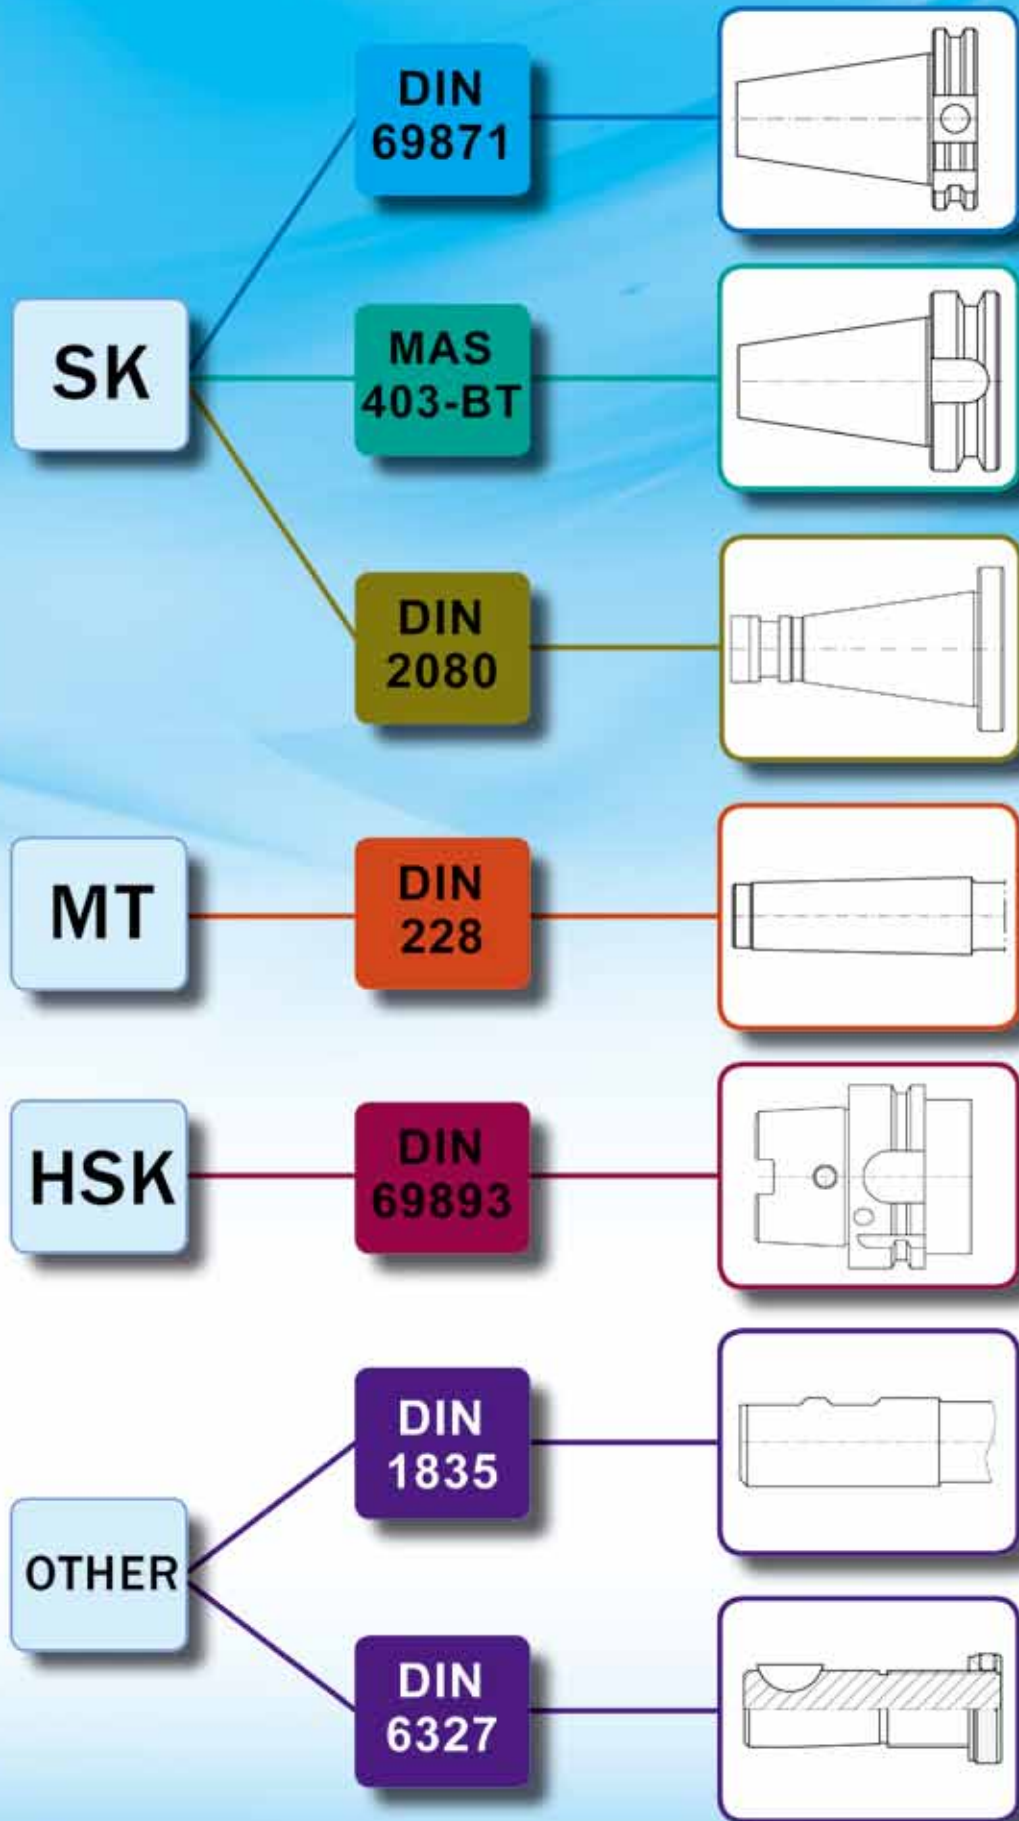 SK
DIN
69871
MAS
403-BT
DIN
2080
MT
DIN
228
HSK
DIN
69893
OTHER
DIN
1835
DIN
6327